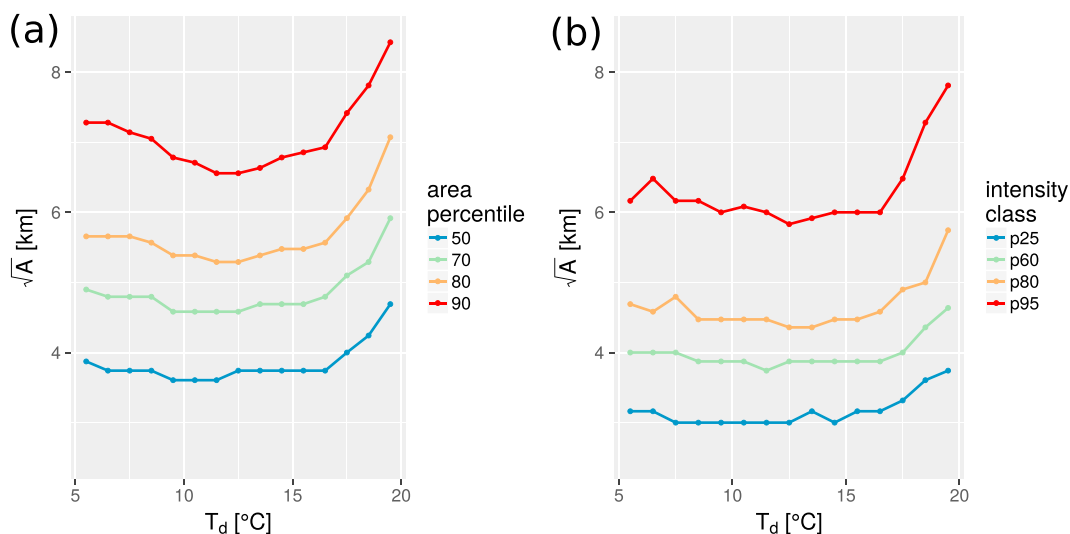 (a)
8
6
4
√A [km]
5 10 15 20
T_d [°C]
area
percentile
50
70
80
90
(b)
8
6
4
√A [km]
5 10 15 20
T_d [°C]
intensity
class
p25
p60
p80
p95